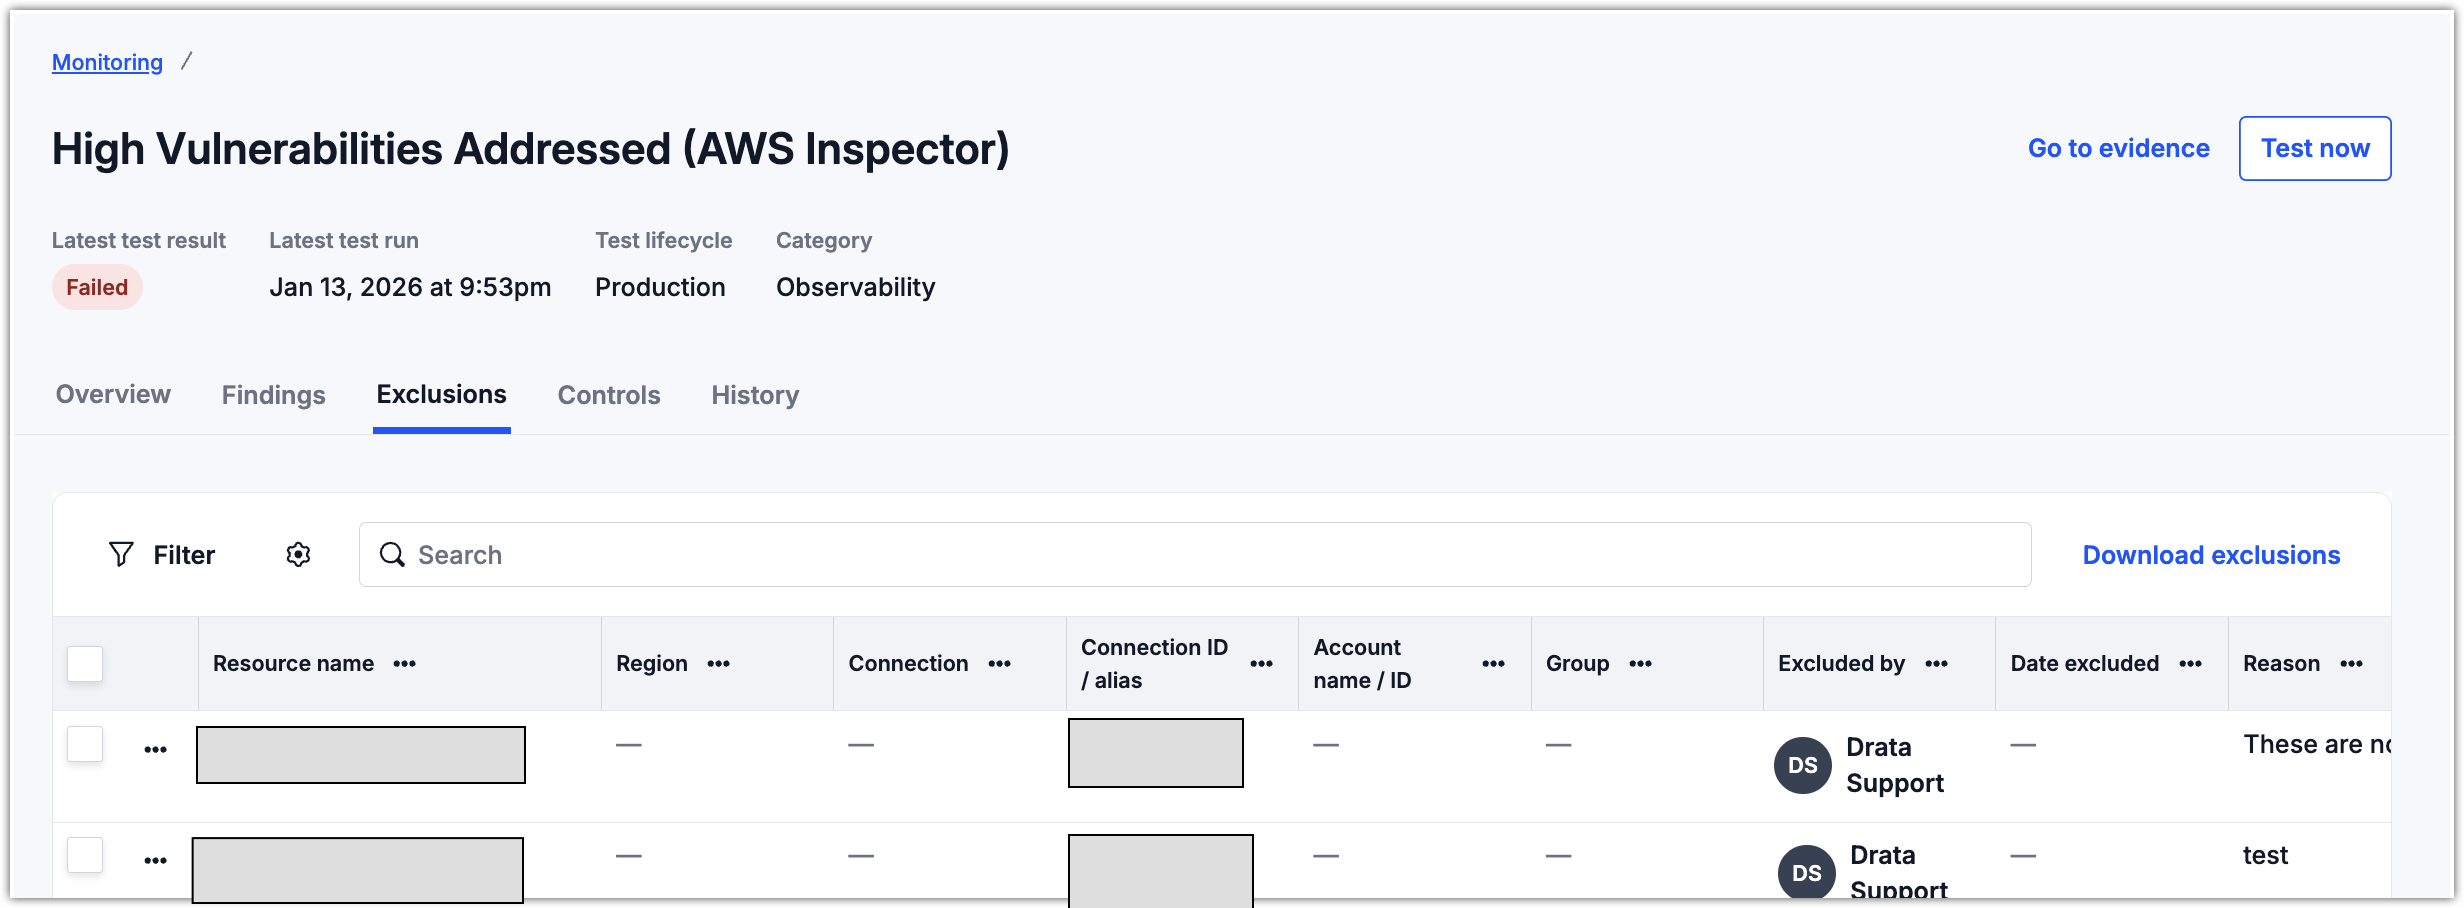 Monitoring /
High Vulnerabilities Addressed (AWS Inspector)
Go to evidence
Test now
Latest test result
Latest test run
Test lifecycle
Category
Failed
Jan 13, 2026 at 9:53pm
Production
Observability
Overview
Findings
Exclusions
Controls
History
Filter
Search
Download exclusions
Resource name
Region
Connection
Connection ID
/ alias
Account
name / ID
Group
Excluded by
Date excluded
Reason
—
—
—
—
DS
Drata
Support
—
These are no
—
—
—
—
DS
Drata
Support
—
test